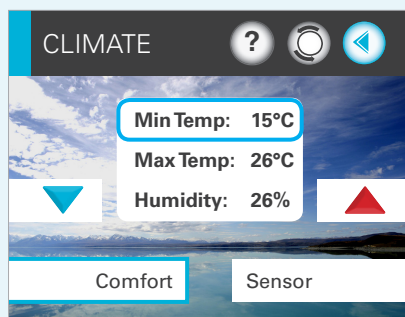 CLIMATE ?
Min Temp: 15°C
Max Temp: 26°C
Humidity: 26%
Comfort Sensor